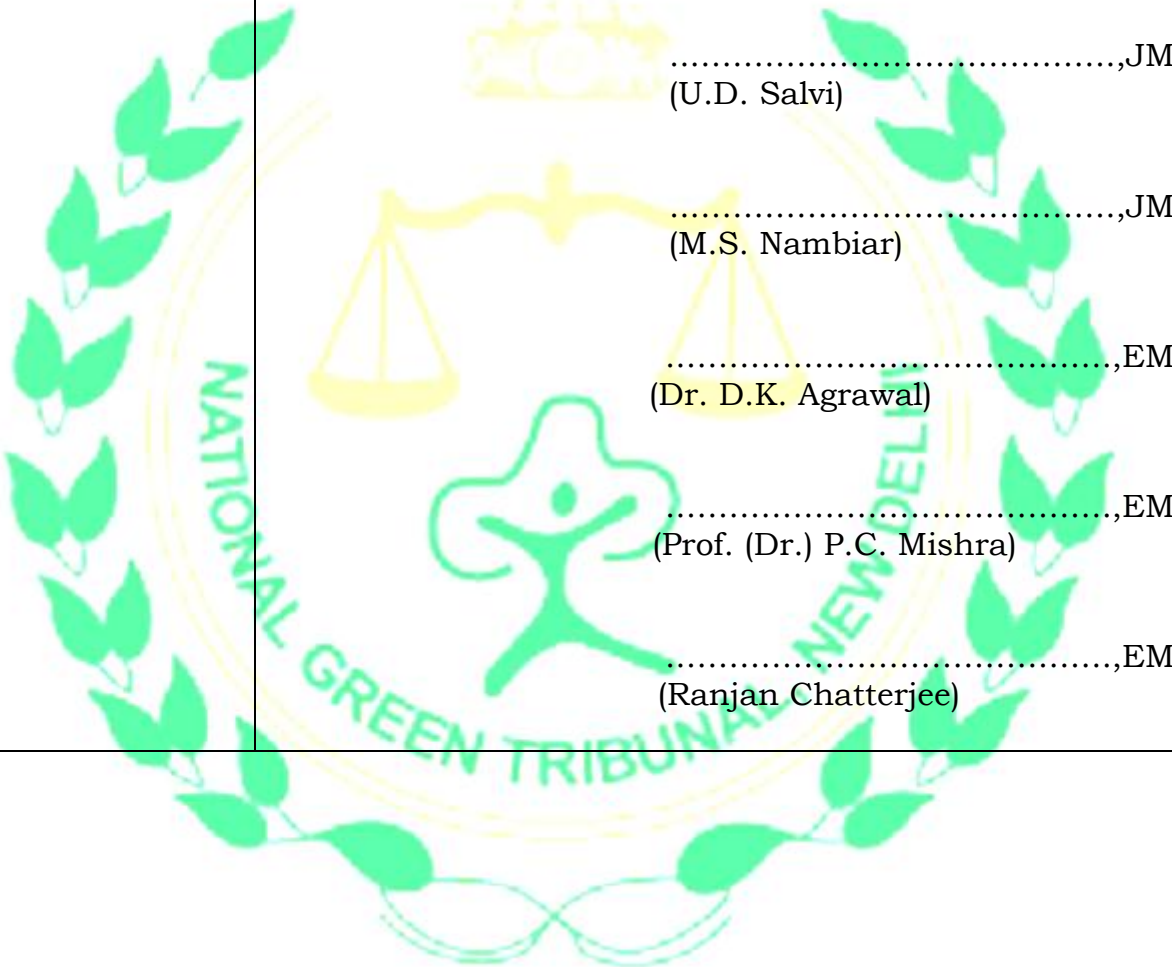 …………………………………….,JM
(U.D. Salvi)
…………………………………….,JM
(M.S. Nambiar)
…………………………………….,EM
(Dr. D.K. Agrawal)
…………………………………….,EM
(Prof. (Dr.) P.C. Mishra)
…………………………………….,EM
(Ranjan Chatterjee)
NATIONAL GREEN TRIBUNAL, NEW DELHI